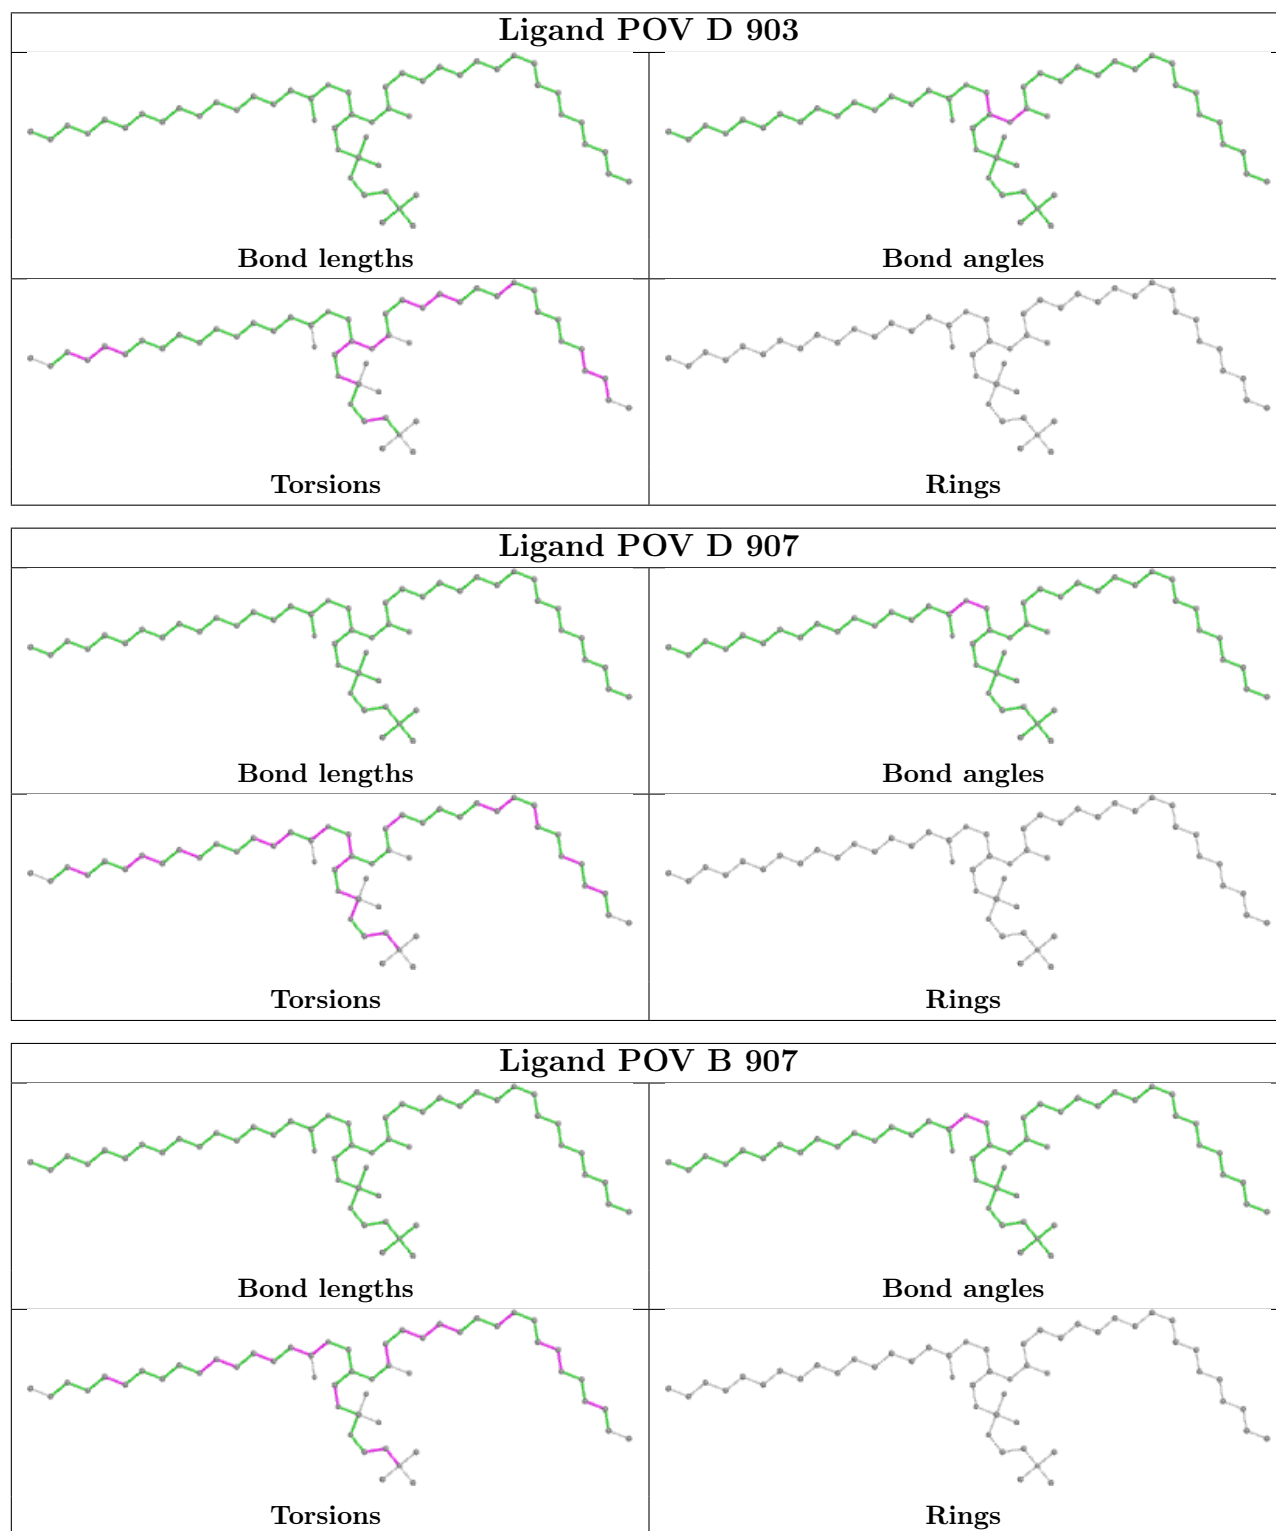 Ligand POV D 903
Bond lengths
Bond angles
Torsions
Rings
Ligand POV D 907
Bond lengths
Bond angles
Torsions
Rings
Ligand POV B 907
Bond lengths
Bond angles
Torsions
Rings